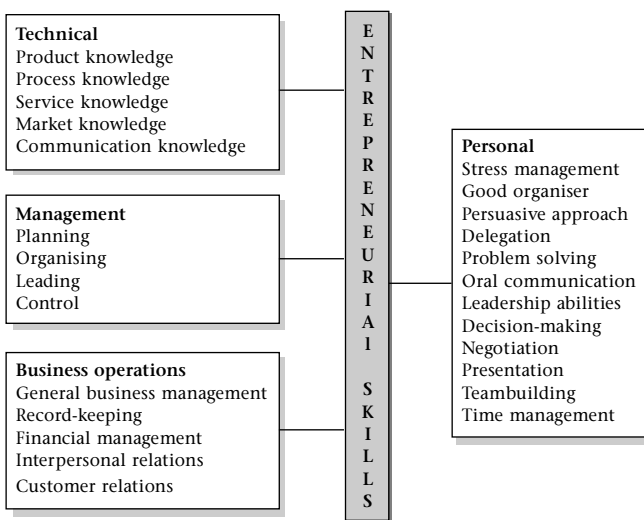 Technical
Product knowledge
Process knowledge
Service knowledge
Market knowledge
Communication knowledge
Management
Planning
Organising
Leading
Control
Business operations
General business management
Record-keeping
Financial management
Interpersonal relations
Customer relations
E
N
T
R
E
P
R
E
N
E
U
R
I
A
l
S
K
I
L
L
S
Personal
Stress management
Good organiser
Persuasive approach
Delegation
Problem solving
Oral communication
Leadership abilities
Decision-making
Negotiation
Presentation
Teambuilding
Time management